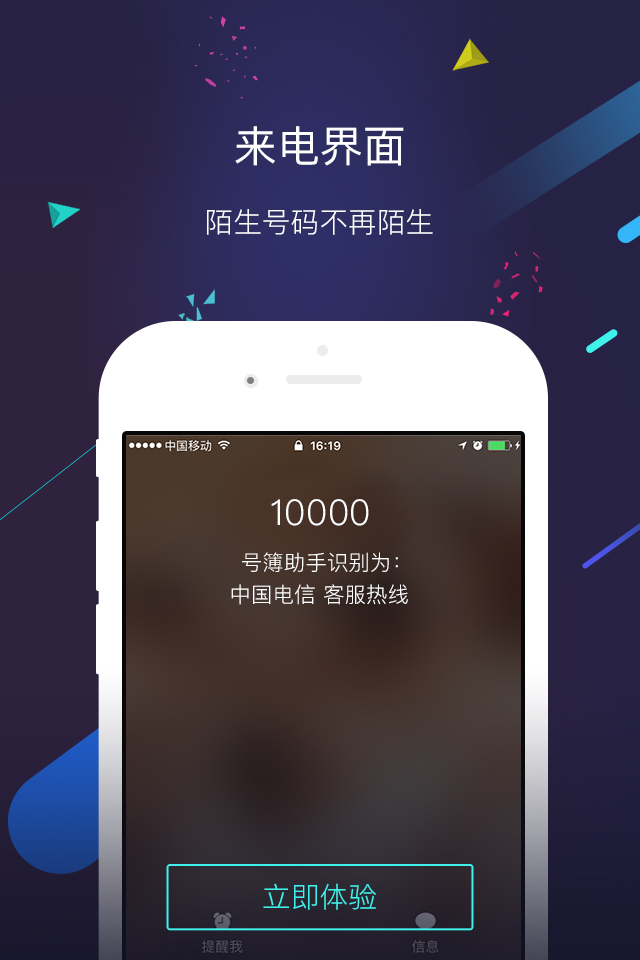 来电界面
陌生号码不再陌生
中国移动 16:19
10000
号簿助手识别为：
中国电信 客服热线
立即体验
提醒我 信息